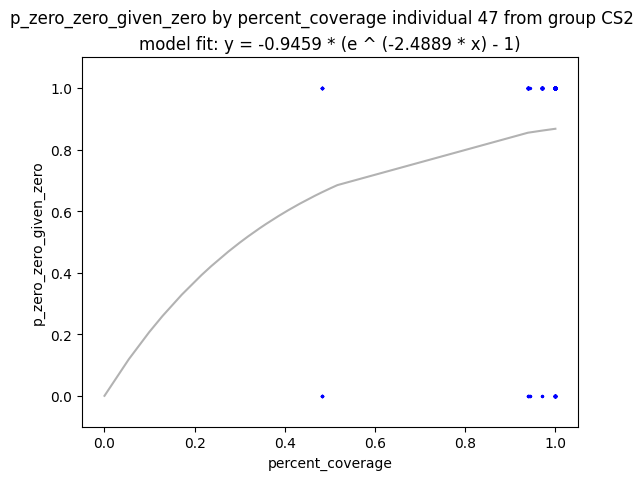 p_zero_zero_given_zero by percent_coverage individual 47 from group CS2
model fit: y = -0.9459 * (e ^ (-2.4889 * x) - 1)
1.0
0.8
0.6
0.4
0.2
0.0
p_zero_zero_given_zero
0.0 0.2 0.4 0.6 0.8 1.0
percent_coverage